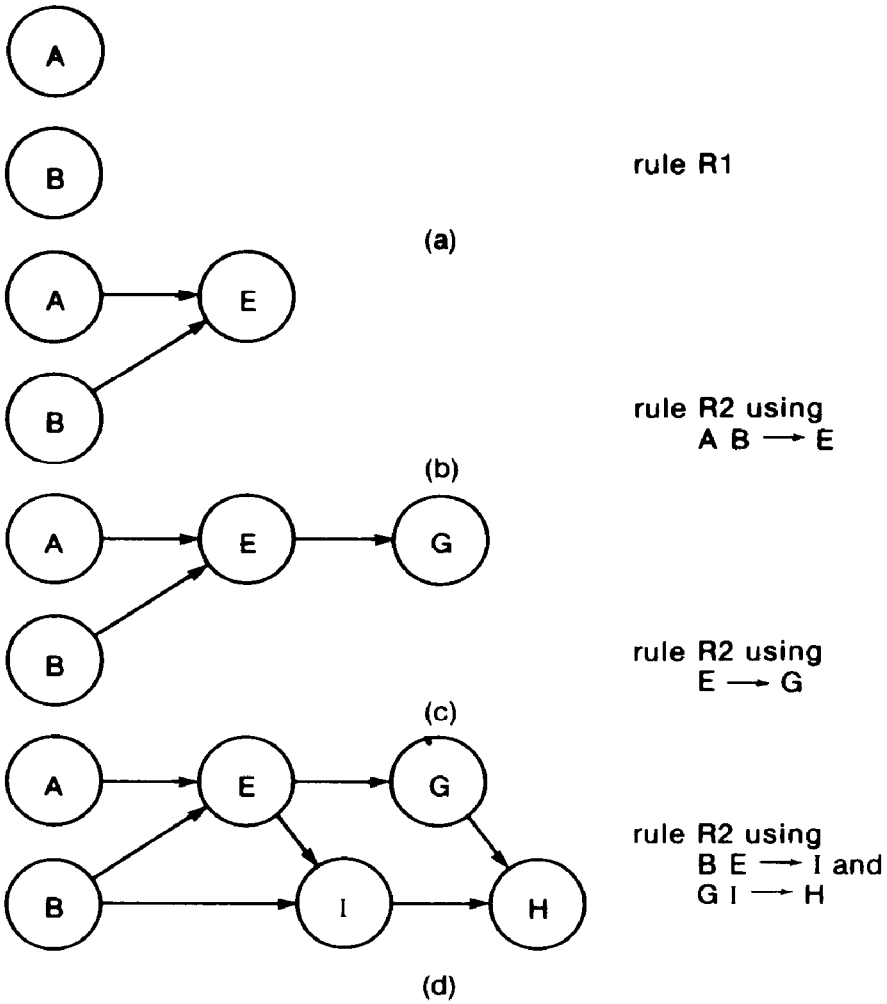 A
B
rule R1
(a)
A E
B
rule R2 using
A B → E
(b)
A E G
B
rule R2 using
E → G
(c)
A E G
rule R2 using
B E → I and
B I H
G I → H
(d)